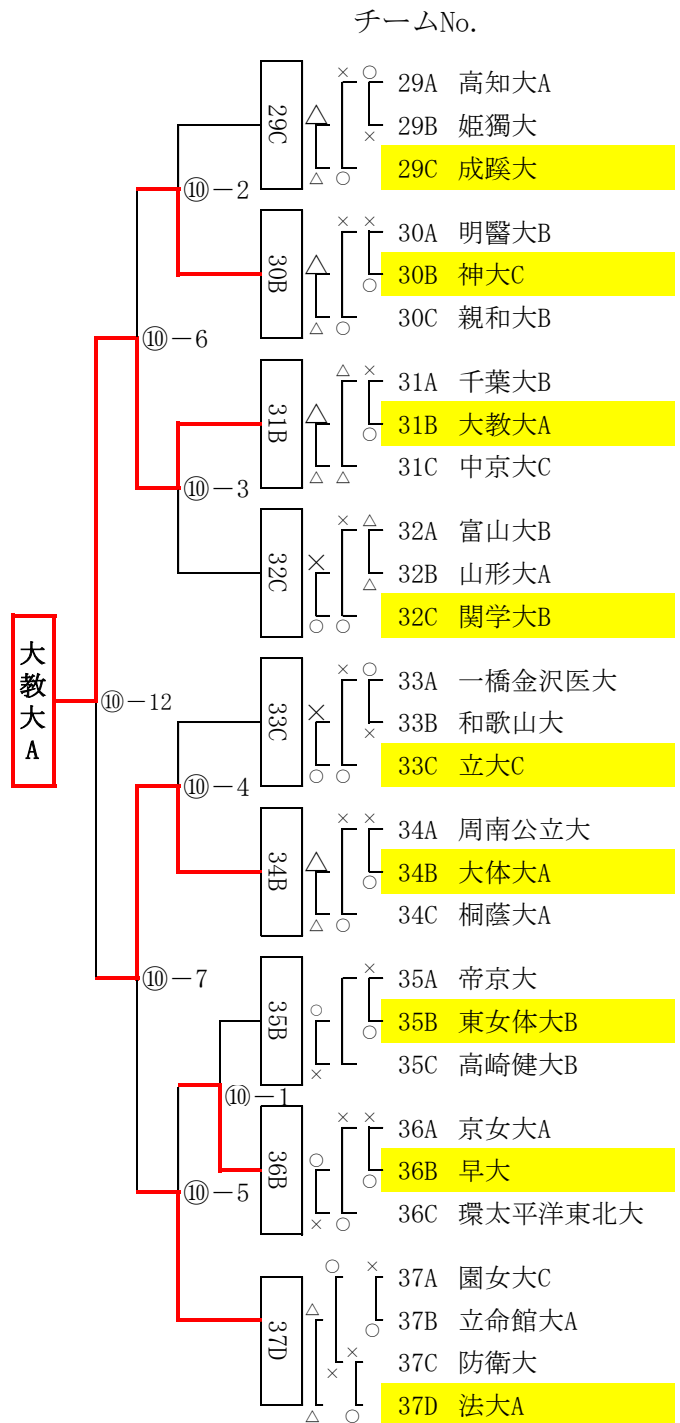 チームNo.
29A 高知大A
29B 姫獨大
29C 成蹊大
29C
⑩－2
30A 明醫大B
30B 神大C
30C 親和大B
30B
⑩－6
31A 千葉大B
31B 大教大A
31C 中京大C
31B
⑩－3
32A 富山大B
32B 山形大A
32C 関学大B
32C
大教大A
⑩－12
33A 一橋金沢医大
33B 和歌山大
33C 立大C
33C
⑩－4
34A 周南公立大
34B 大体大A
34C 桐蔭大A
34B
⑩－7
35A 帝京大
35B 東女体大B
35C 高崎健大B
35B
⑩－1
36A 京女大A
36B 早大
36C 環太平洋東北大
36B
⑩－5
37A 園女大C
37B 立命館大A
37C 防衛大
37D 法大A
37D